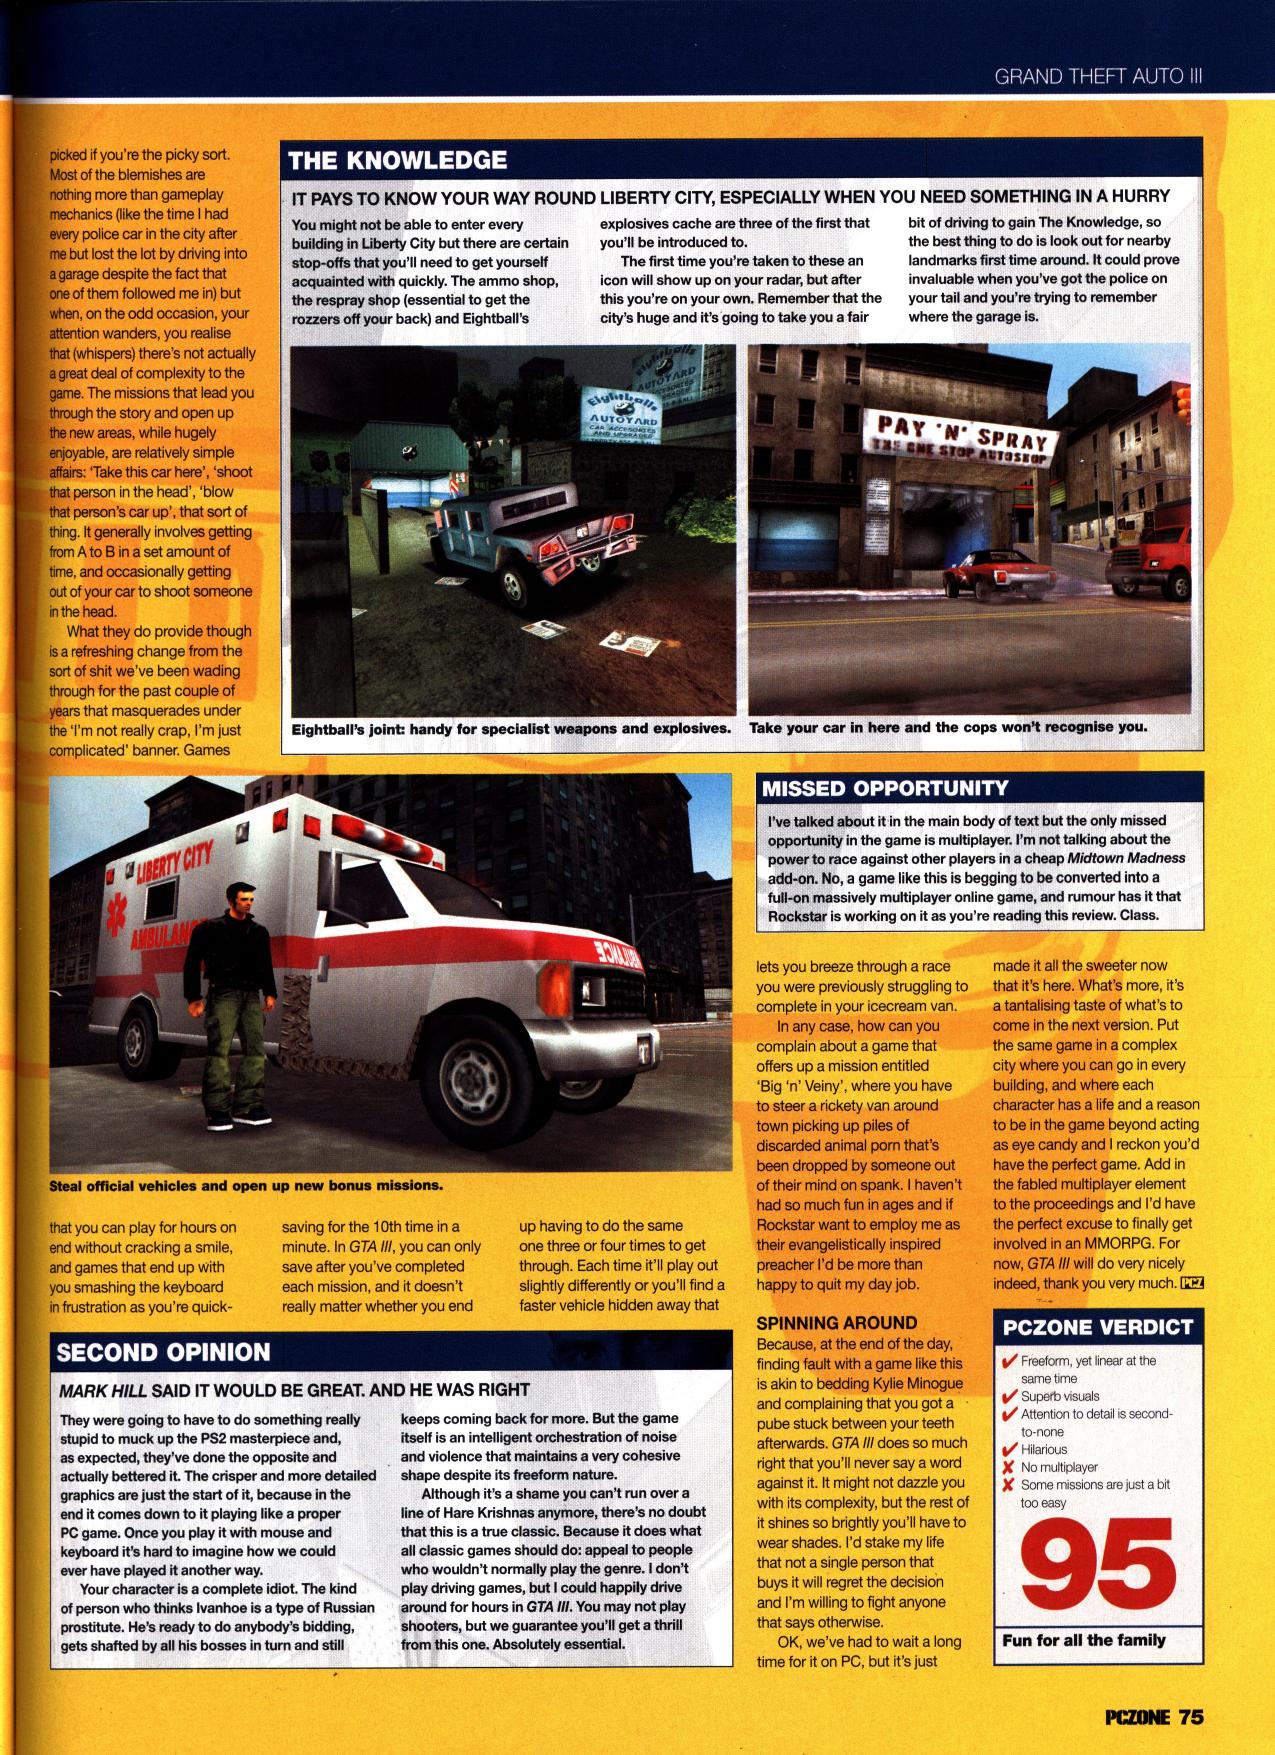 GRAND THEFT AUTO III
picked if you're the picky sort.
Most of the blemishes are
nothing more than gameplay
mechanics (like the time I had
every police car in the city after
me but lost the lot by driving into
a garage despite the fact that
one of them followed me in) but
when, on the odd occasion, your
attention wanders, you realise
that (whispers) there's not actually
a great deal of complexity to the
game. The missions that lead you
through the story and open up
the new areas, while hugely
enjoyable, are relatively simple
affairs: 'Take this car here', 'shoot
that person in the head', 'blow
that person's car up', that sort of
thing. It generally involves getting
from A to B in a set amount of
time, and occasionally getting
out of your car to shoot someone
in the head.
What they do provide though
is a refreshing change from the
sort of shit we've been wading
through for the past couple of
years that masquerades under
the 'I'm not really crap, I'm just
complicated' banner. Games
THE KNOWLEDGE
IT PAYS TO KNOW YOUR WAY ROUND LIBERTY CITY, ESPECIALLY WHEN YOU NEED SOMETHING IN A HURRY
You might not be able to enter every
building in Liberty City but there are certain
stop-offs that you'll need to get yourself
acquainted with quickly. The ammo shop,
the respray shop (essential to get the
rozzers off your back) and Eightball's
explosives cache are three of the first that
you'll be introduced to.
The first time you're taken to these an
icon will show up on your radar, but after
this you're on your own. Remember that the
city's huge and it's going to take you a fair
bit of driving to gain The Knowledge, so
the best thing to do is look out for nearby
landmarks first time around. It could prove
invaluable when you've got the police on
your tail and you're trying to remember
where the garage is.
Eightballs
AUTOYARD
Eightballs
AUTOYARD
CAR ACCESORIES
AND UPGRADES
PAY 'N' SPRAY
THE ONE STOP AUTOSHOP
Eightball's joint: handy for specialist weapons and explosives.
Take your car in here and the cops won't recognise you.
LIBERTY CITY
AMBULANC
AMBULANCE
Steal official vehicles and open up new bonus missions.
that you can play for hours on
end without cracking a smile,
and games that end up with
you smashing the keyboard
in frustration as you're quick-
saving for the 10th time in a
minute. In GTA III, you can only
save after you've completed
each mission, and it doesn't
really matter whether you end
up having to do the same
one three or four times to get
through. Each time it'll play out
slightly differently or you'll find a
faster vehicle hidden away that
MISSED OPPORTUNITY
I've talked about it in the main body of text but the only missed
opportunity in the game is multiplayer. I'm not talking about the
power to race against other players in a cheap Midtown Madness
add-on. No, a game like this is begging to be converted into a
full-on massively multiplayer online game, and rumour has it that
Rockstar is working on it as you're reading this review. Class.
lets you breeze through a race
you were previously struggling to
complete in your icecream van.
In any case, how can you
complain about a game that
offers up a mission entitled
'Big 'n' Veiny', where you have
to steer a rickety van around
town picking up piles of
discarded animal porn that's
been dropped by someone out
of their mind on spank. I haven't
had so much fun in ages and if
Rockstar want to employ me as
their evangelistically inspired
preacher I'd be more than
happy to quit my day job.
SPINNING AROUND
Because, at the end of the day,
finding fault with a game like this
is akin to bedding Kylie Minogue
and complaining that you got a
pube stuck between your teeth
afterwards. GTA III does so much
right that you'll never say a word
against it. It might not dazzle you
with its complexity, but the rest of
it shines so brightly you'll have to
wear shades. I'd stake my life
that not a single person that
buys it will regret the decision
and I'm willing to fight anyone
that says otherwise.
OK, we've had to wait a long
time for it on PC, but it's just
made it all the sweeter now
that it's here. What's more, it's
a tantalising taste of what's to
come in the next version. Put
the same game in a complex
city where you can go in every
building, and where each
character has a life and a reason
to be in the game beyond acting
as eye candy and I reckon you'd
have the perfect game. Add in
the fabled multiplayer element
to the proceedings and I'd have
the perfect excuse to finally get
involved in an MMORPG. For
now, GTA III will do very nicely
indeed, thank you very much. PCZ
SECOND OPINION
MARK HILL SAID IT WOULD BE GREAT. AND HE WAS RIGHT
They were going to have to do something really
stupid to muck up the PS2 masterpiece and,
as expected, they've done the opposite and
actually bettered it. The crisper and more detailed
graphics are just the start of it, because in the
end it comes down to it playing like a proper
PC game. Once you play it with mouse and
keyboard it's hard to imagine how we could
ever have played it another way.
Your character is a complete idiot. The kind
of person who thinks Ivanhoe is a type of Russian
prostitute. He's ready to do anybody's bidding,
gets shafted by all his bosses in turn and still
keeps coming back for more. But the game
itself is an intelligent orchestration of noise
and violence that maintains a very cohesive
shape despite its freeform nature.
Although it's a shame you can't run over a
line of Hare Krishnas anymore, there's no doubt
that this is a true classic. Because it does what
all classic games should do: appeal to people
who wouldn't normally play the genre. I don't
play driving games, but I could happily drive
around for hours in GTA III. You may not play
shooters, but we guarantee you'll get a thrill
from this one. Absolutely essential.
PCZONE VERDICT
✔ Freeform, yet linear at the
same time
✔ Superb visuals
✔ Attention to detail is second-
to-none
✔ Hilarious
✘ No multiplayer
✘ Some missions are just a bit
too easy
95
Fun for all the family
PCZONE 75